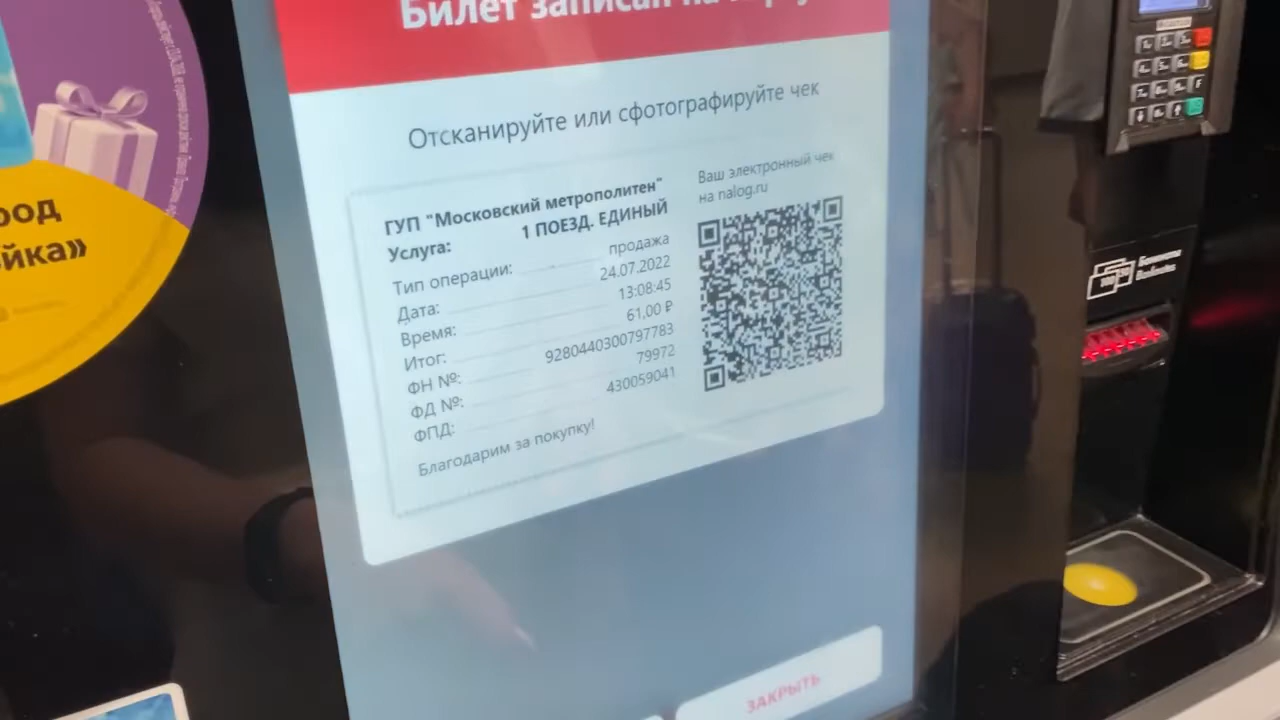 Билет записан на
Отсканируйте или сфотографируйте чек
ГУП "Московский метрополитен"
Услуга: 1 ПОЕЗД. ЕДИНЫЙ
Тип операции: продажа
Дата: 24.07.2022
Время: 13:08:45
Итог: 61,00 ₽
ФН №: 9280440300797783
ФД №: 79972
ФПД: 430059041
Благодарим за покупку!
Ваш электронный чек
на nalog.ru
ЗАКРЫТЬ
род
йка»
Банкноты
Banknotes